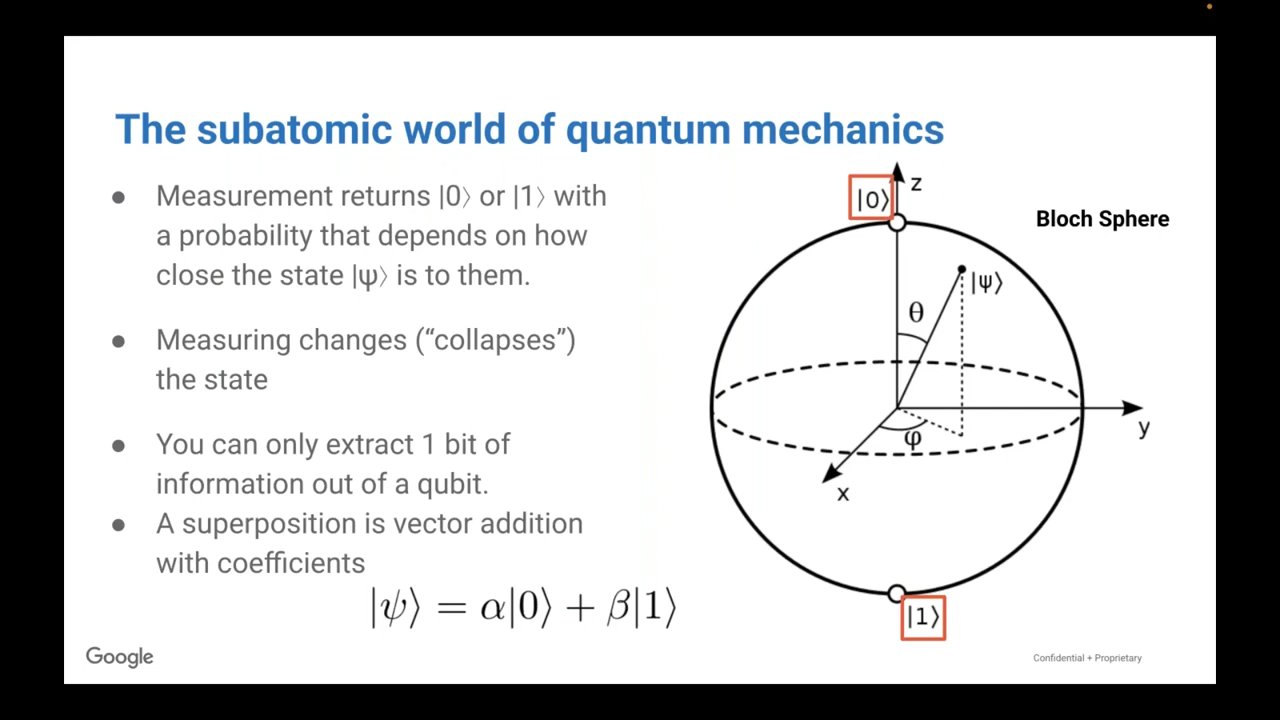 The subatomic world of quantum mechanics
● Measurement returns |0⟩ or |1⟩ with
a probability that depends on how
close the state |ψ⟩ is to them.
● Measuring changes (“collapses”)
the state
● You can only extract 1 bit of
information out of a qubit.
● A superposition is vector addition
with coefficients
|ψ⟩ = α|0⟩ + β|1⟩
|0⟩
z
Bloch Sphere
|ψ⟩
θ
φ
y
x
|1⟩
Google
Confidential + Proprietary